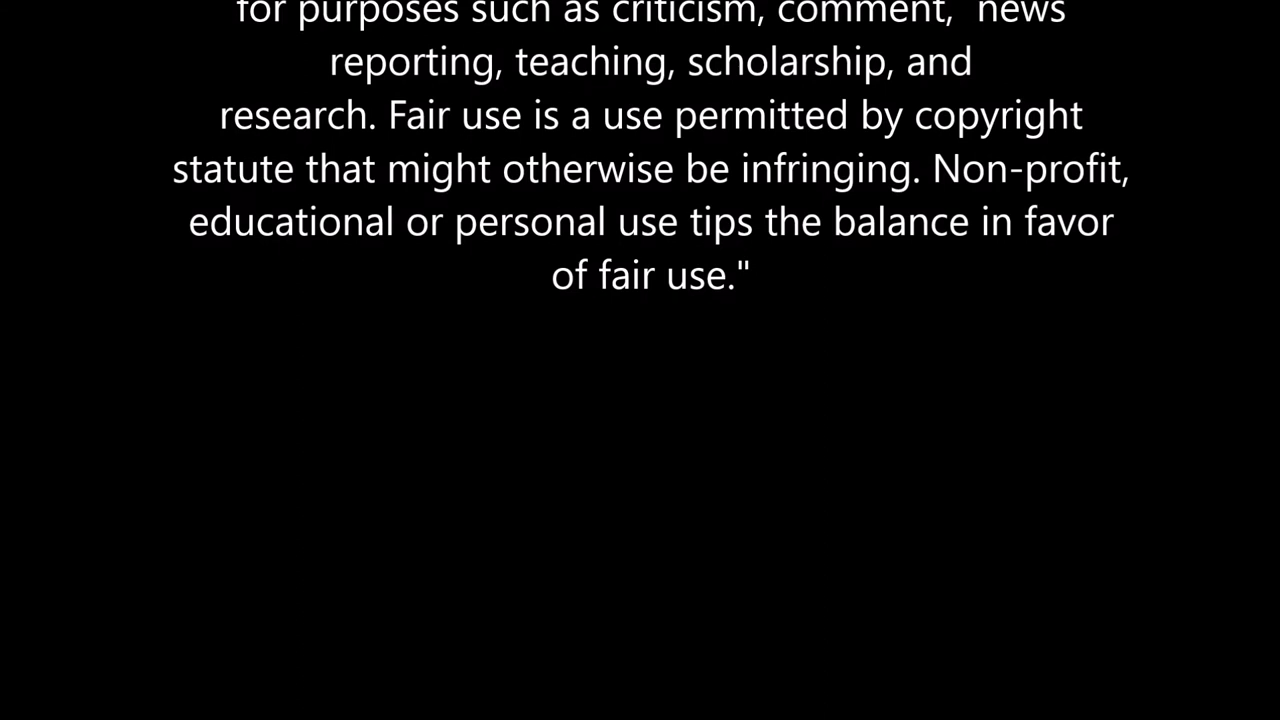 for purposes such as criticism, comment,  news
reporting, teaching, scholarship, and
research. Fair use is a use permitted by copyright
statute that might otherwise be infringing. Non-profit,
educational or personal use tips the balance in favor
of fair use."